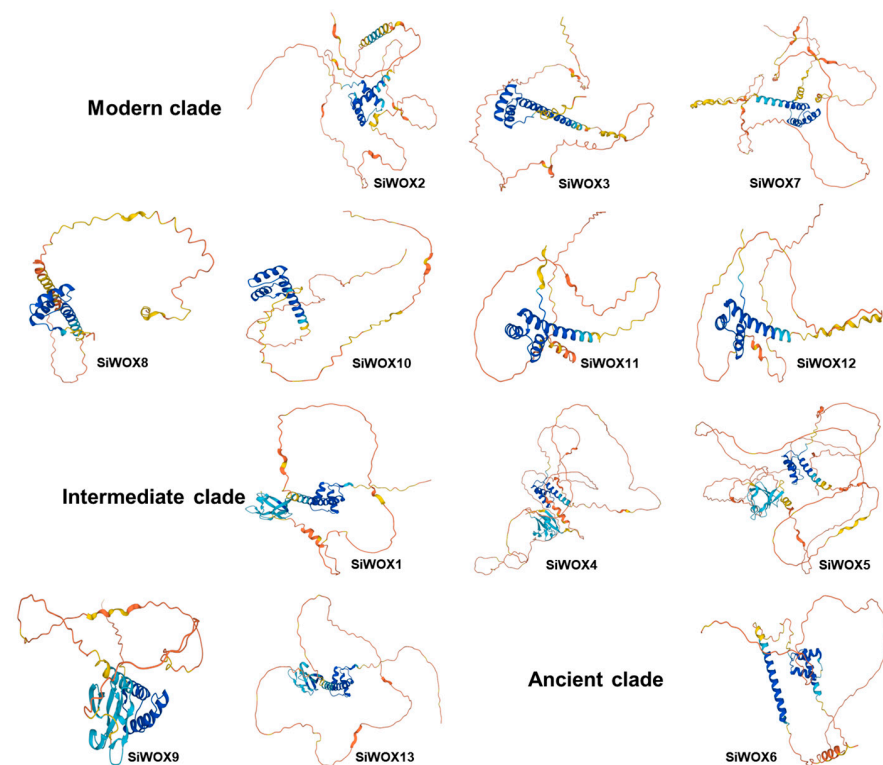 Modern clade
SiWOX2
SiWOX3
SiWOX7
SiWOX8
SiWOX10
SiWOX11
SiWOX12
Intermediate clade
SiWOX1
SiWOX4
SiWOX5
SiWOX9
SiWOX13
Ancient clade
SiWOX6